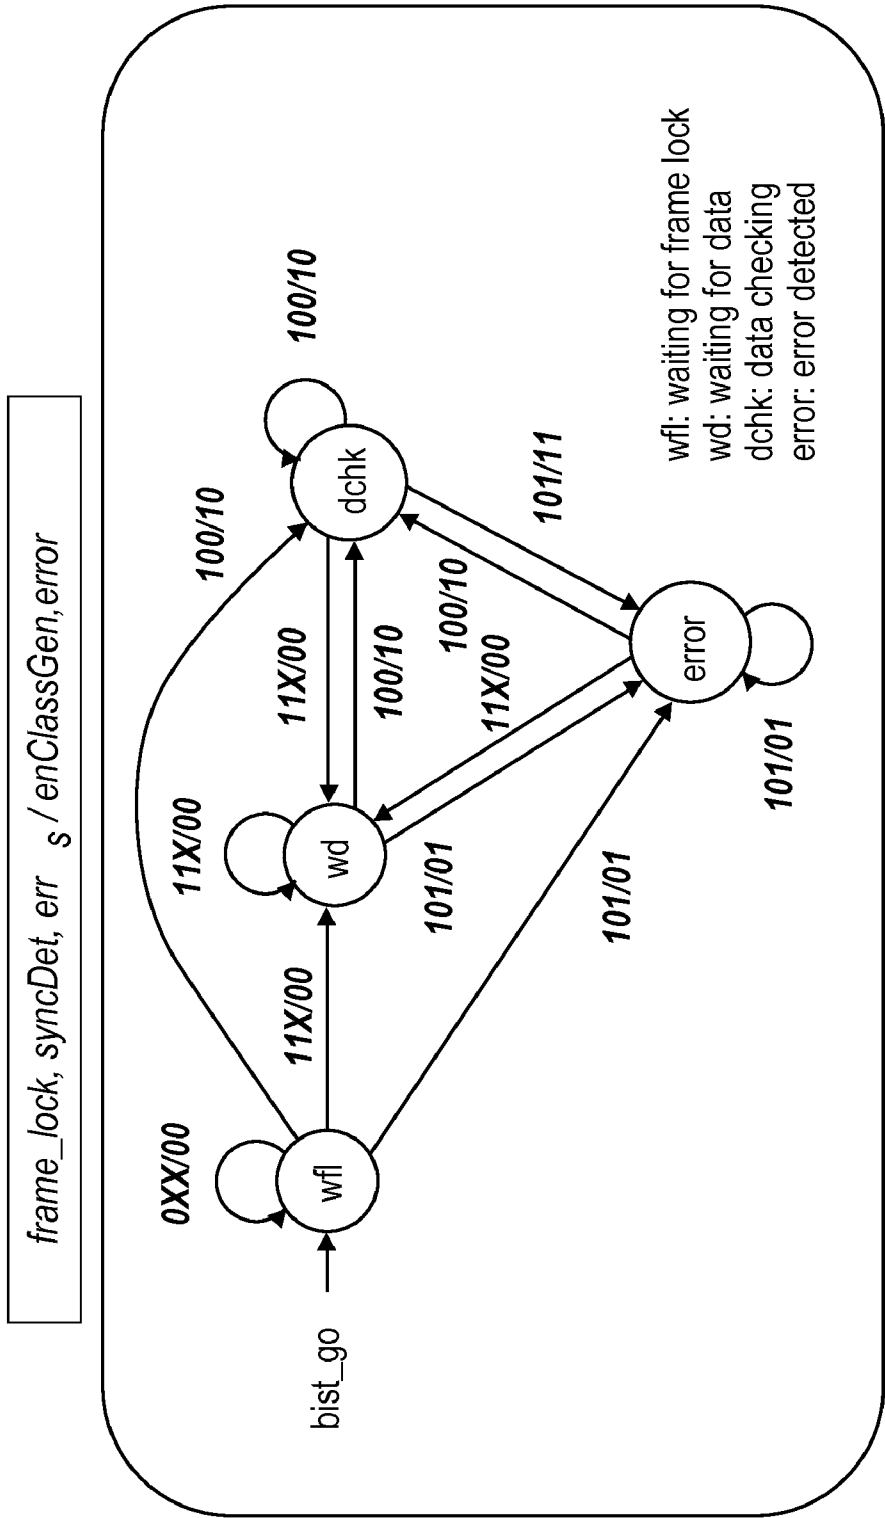 frame_lock, syncDet, err s / enClassGen,error
0XX/00
11X/00
100/10
100/10
bist_go
wfl
11X/00
wd
11X/00
100/10
dchk
101/01
11X/00
100/10
101/11
101/01
error
101/01
wfl: waiting for frame lock
wd: waiting for data
dchk: data checking
error: error detected